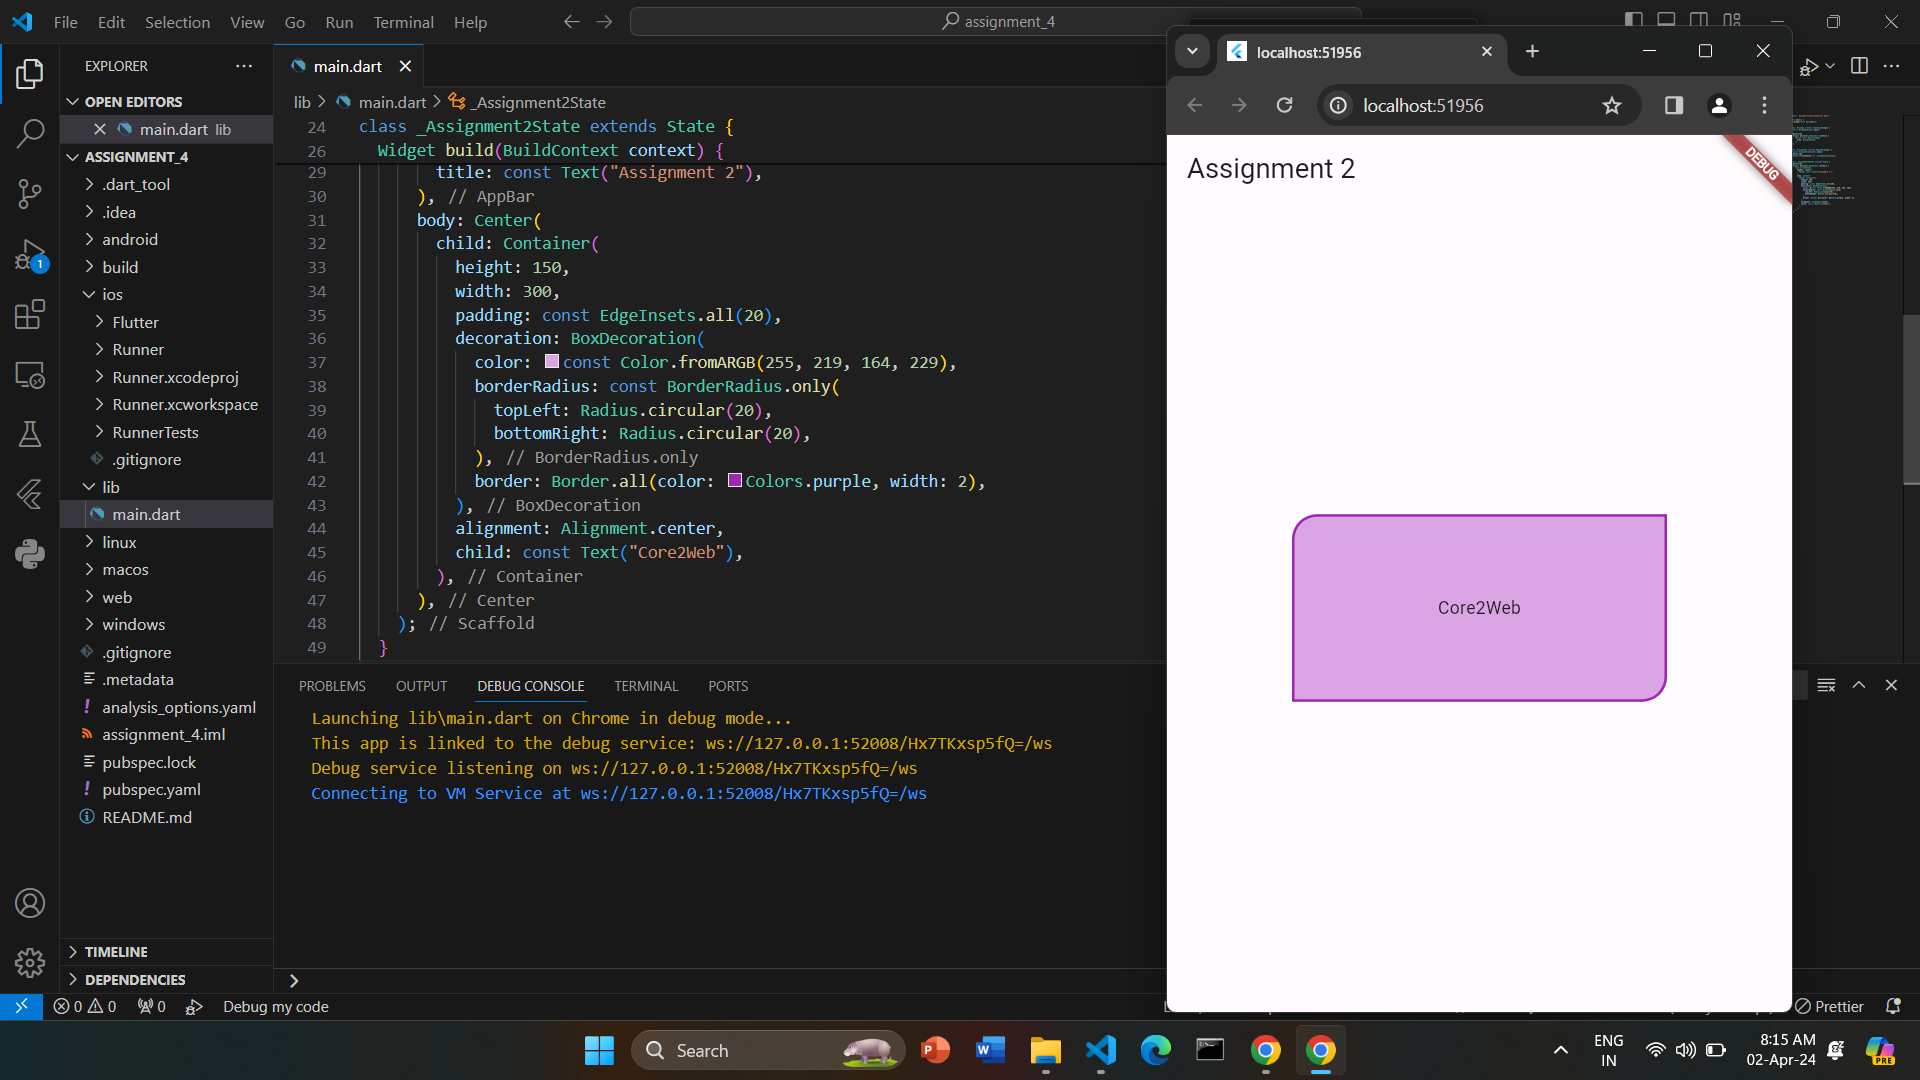 File Edit Selection View Go Run Terminal Help
assignment_4
EXPLORER
OPEN EDITORS
main.dart lib
ASSIGNMENT_4
.dart_tool
.idea
android
build
ios
Flutter
Runner
Runner.xcodeproj
Runner.xcworkspace
RunnerTests
.gitignore
lib
main.dart
linux
macos
web
windows
.gitignore
.metadata
analysis_options.yaml
assignment_4.iml
pubspec.lock
pubspec.yaml
README.md
TIMELINE
DEPENDENCIES
main.dart
lib > main.dart > _Assignment2State
24 class _Assignment2State extends State {
26 Widget build(BuildContext context) {
29 title: const Text("Assignment 2"),
30 ), // AppBar
31 body: Center(
32 child: Container(
33 height: 150,
34 width: 300,
35 padding: const EdgeInsets.all(20),
36 decoration: BoxDecoration(
37 color: const Color.fromARGB(255, 219, 164, 229),
38 borderRadius: const BorderRadius.only(
39 topLeft: Radius.circular(20),
40 bottomRight: Radius.circular(20),
41 ), // BorderRadius.only
42 border: Border.all(color: Colors.purple, width: 2),
43 ), // BoxDecoration
44 alignment: Alignment.center,
45 child: const Text("Core2Web"),
46 ), // Container
47 ), // Center
48 ); // Scaffold
49 }
PROBLEMS OUTPUT DEBUG CONSOLE TERMINAL PORTS
Launching lib\main.dart on Chrome in debug mode...
This app is linked to the debug service: ws://127.0.0.1:52008/Hx7TKxsp5fQ=/ws
Debug service listening on ws://127.0.0.1:52008/Hx7TKxsp5fQ=/ws
Connecting to VM Service at ws://127.0.0.1:52008/Hx7TKxsp5fQ=/ws
localhost:51956
localhost:51956
Assignment 2
DEBUG
Core2Web
1
0 0 0 Debug my code
Prettier
Search
ENG
IN
8:15 AM
02-Apr-24
PRE